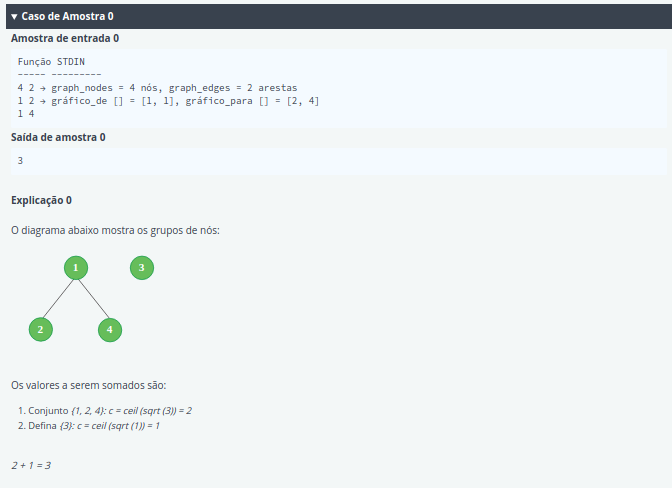 ▼ Caso de Amostra 0
Amostra de entrada 0
Função STDIN
----- ---------
4 2 → graph_nodes = 4 nós, graph_edges = 2 arestas
1 2 → gráfico_de [] = [1, 1], gráfico_para [] = [2, 4]
1 4
Saída de amostra 0
3
Explicação 0
O diagrama abaixo mostra os grupos de nós:
1 3
2 4
Os valores a serem somados são:
1. Conjunto {1, 2, 4}: c = ceil (sqrt (3)) = 2
2. Defina {3}: c = ceil (sqrt (1)) = 1
2 + 1 = 3